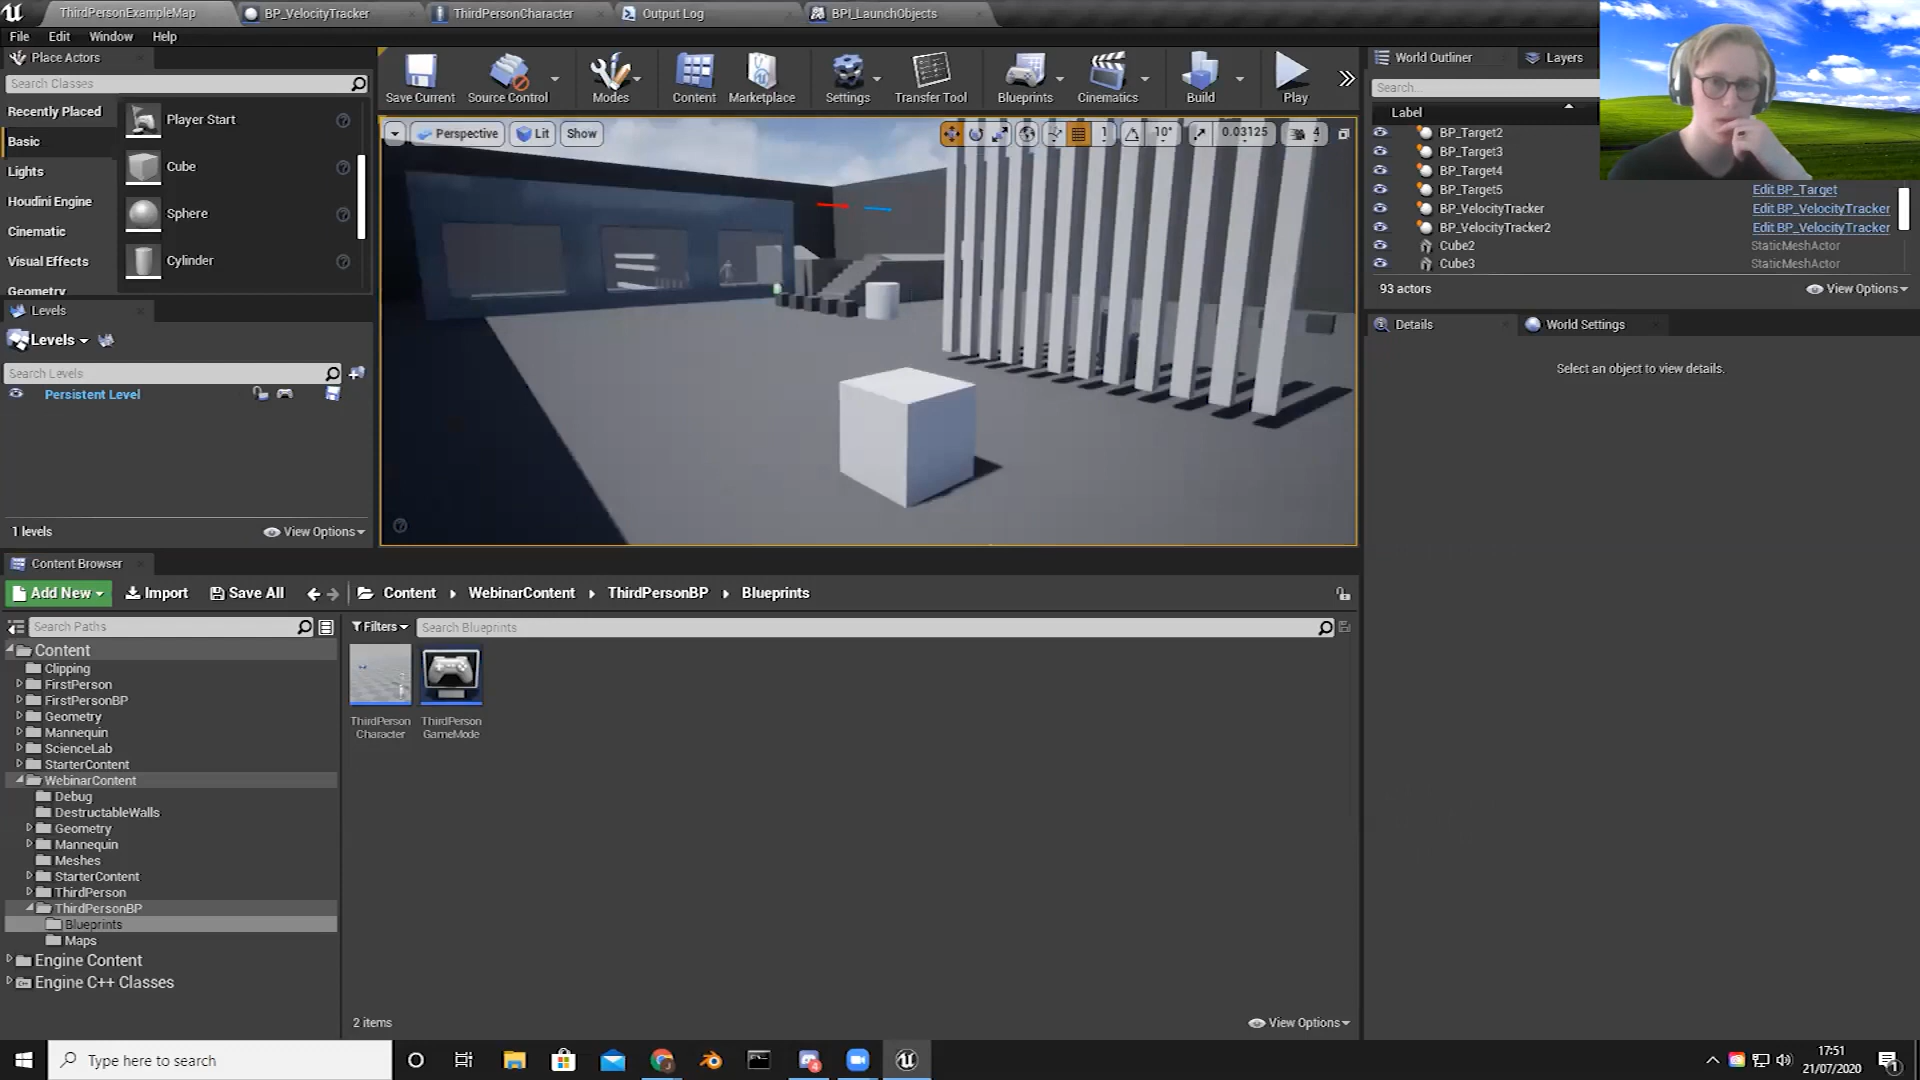 ThirdPersonExampleMap
BP_VelocityTracker
ThirdPersonCharacter
Output Log
BPI_LaunchObjects
File Edit Window Help
Place Actors
Search Classes
Recently Placed
Basic
Lights
Houdini Engine
Cinematic
Visual Effects
Geometry
Player Start
Cube
Sphere
Cylinder
Levels
Levels
Search Levels
Persistent Level
1 levels
View Options
Save Current
Source Control
Modes
Content
Marketplace
Settings
Transfer Tool
Blueprints
Cinematics
Build
Play
Perspective Lit Show
1 10° 0.03125 4
World Outliner
Layers
Search...
Label
BP_Target2
BP_Target3
BP_Target4
BP_Target5 Edit BP_Target
BP_VelocityTracker Edit BP_VelocityTracker
BP_VelocityTracker2 Edit BP_VelocityTracker
Cube2 StaticMeshActor
Cube3 StaticMeshActor
93 actors
View Options
Details
World Settings
Select an object to view details.
Content Browser
Add New Import Save All Content WebinarContent ThirdPersonBP Blueprints
Search Paths
Filters
Search Blueprints
Content
Clipping
FirstPerson
FirstPersonBP
Geometry
Mannequin
ScienceLab
StarterContent
WebinarContent
Debug
DestructableWalls
Geometry
Mannequin
Meshes
StarterContent
ThirdPerson
ThirdPersonBP
Blueprints
Maps
Engine Content
Engine C++ Classes
ThirdPerson
Character
ThirdPerson
GameMode
2 items
View Options
Type here to search
17:51
21/07/2020